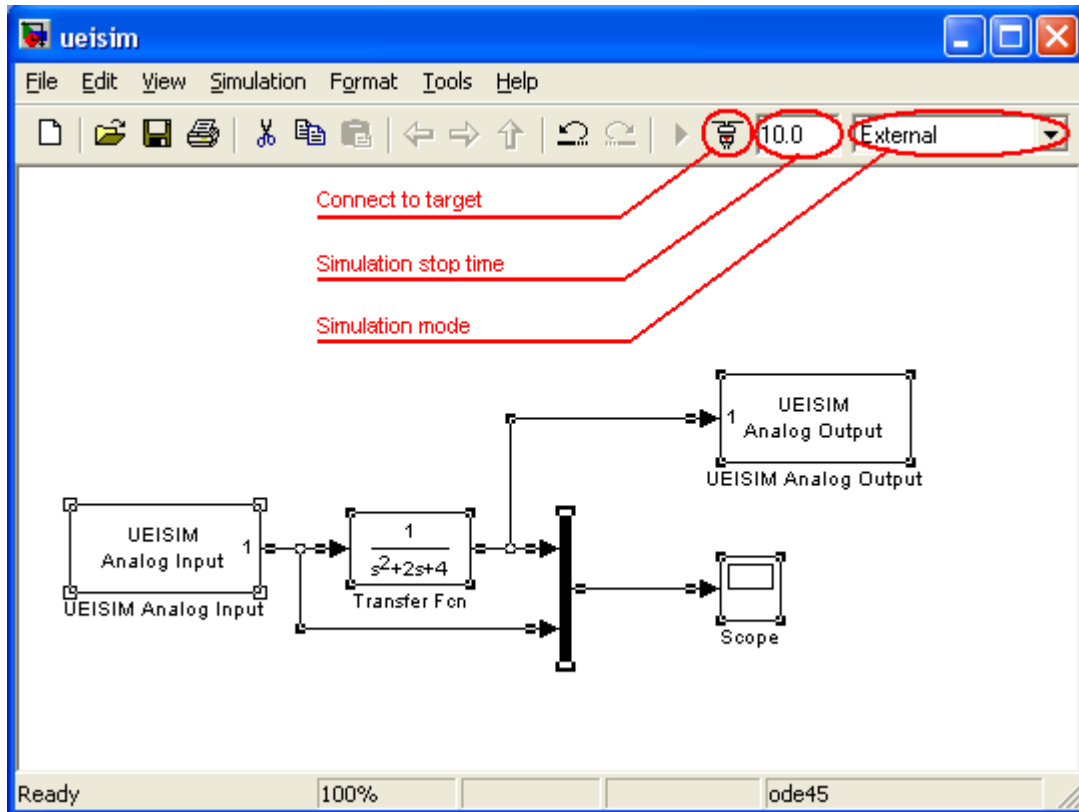 ueisim
File Edit View Simulation Format Tools Help
10.0 External
Connect to target
Simulation stop time
Simulation mode
UEISIM
1 Analog Output
UEISIM Analog Output
UEISIM
Analog Input 1
UEISIM Analog Input
1
s²+2s+4
Transfer Fcn
Scope
Ready 100% ode45